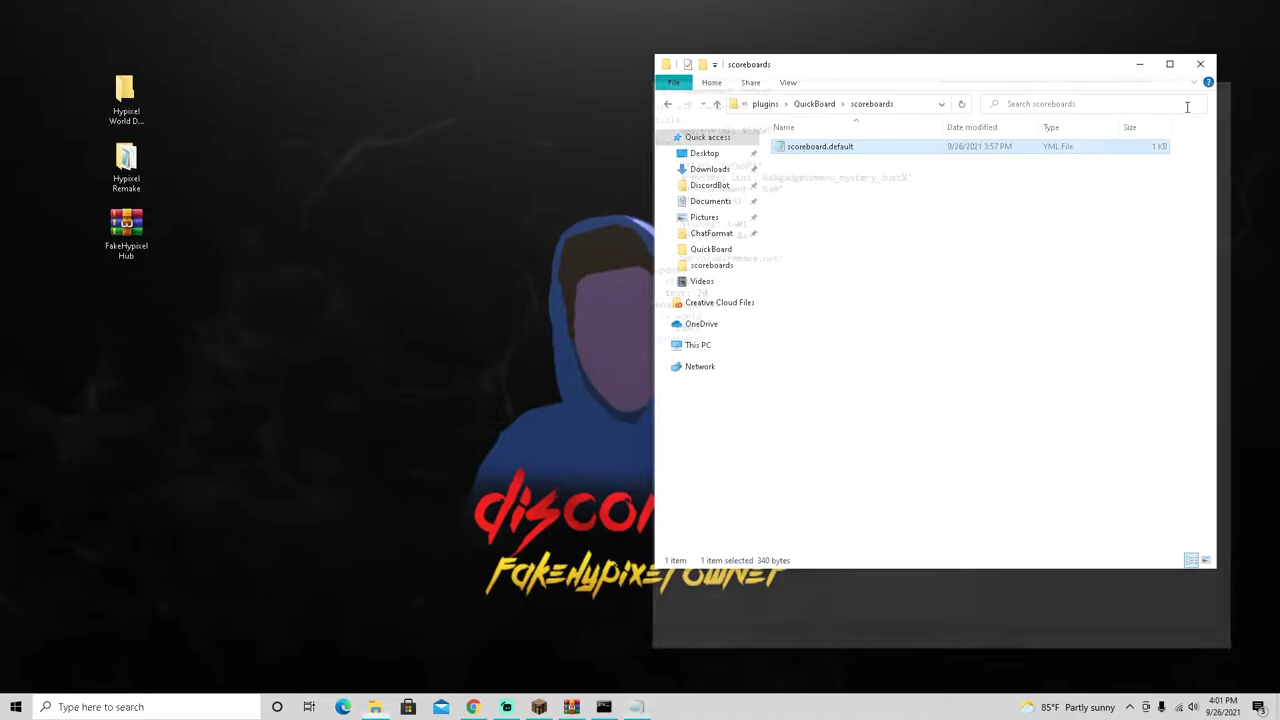 scoreboards
File Home Share View
plugins QuickBoard scoreboards
Search scoreboards
Name Date modified Type Size
scoreboard.default 9/26/2021 3:57 PM YML File 1 KB
Quick access
Desktop
Downloads
DiscordBot
Documents
Pictures
ChatFormat
QuickBoard
scoreboards
Videos
Creative Cloud Files
OneDrive
This PC
Network
1 item 1 item selected 340 bytes
Hypixel
World D...
Hypixel
Remake
FakeHypixel
Hub
FakeHypixelOwner
Type here to search
85°F Partly sunny
4:01 PM
9/26/2021